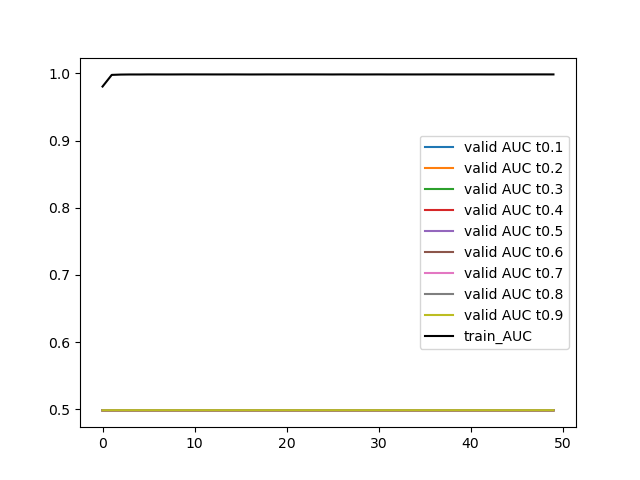 1.0
0.9
0.8
0.7
0.6
0.5
0
10
20
30
40
50
valid AUC t0.1
valid AUC t0.2
valid AUC t0.3
valid AUC t0.4
valid AUC t0.5
valid AUC t0.6
valid AUC t0.7
valid AUC t0.8
valid AUC t0.9
train_AUC